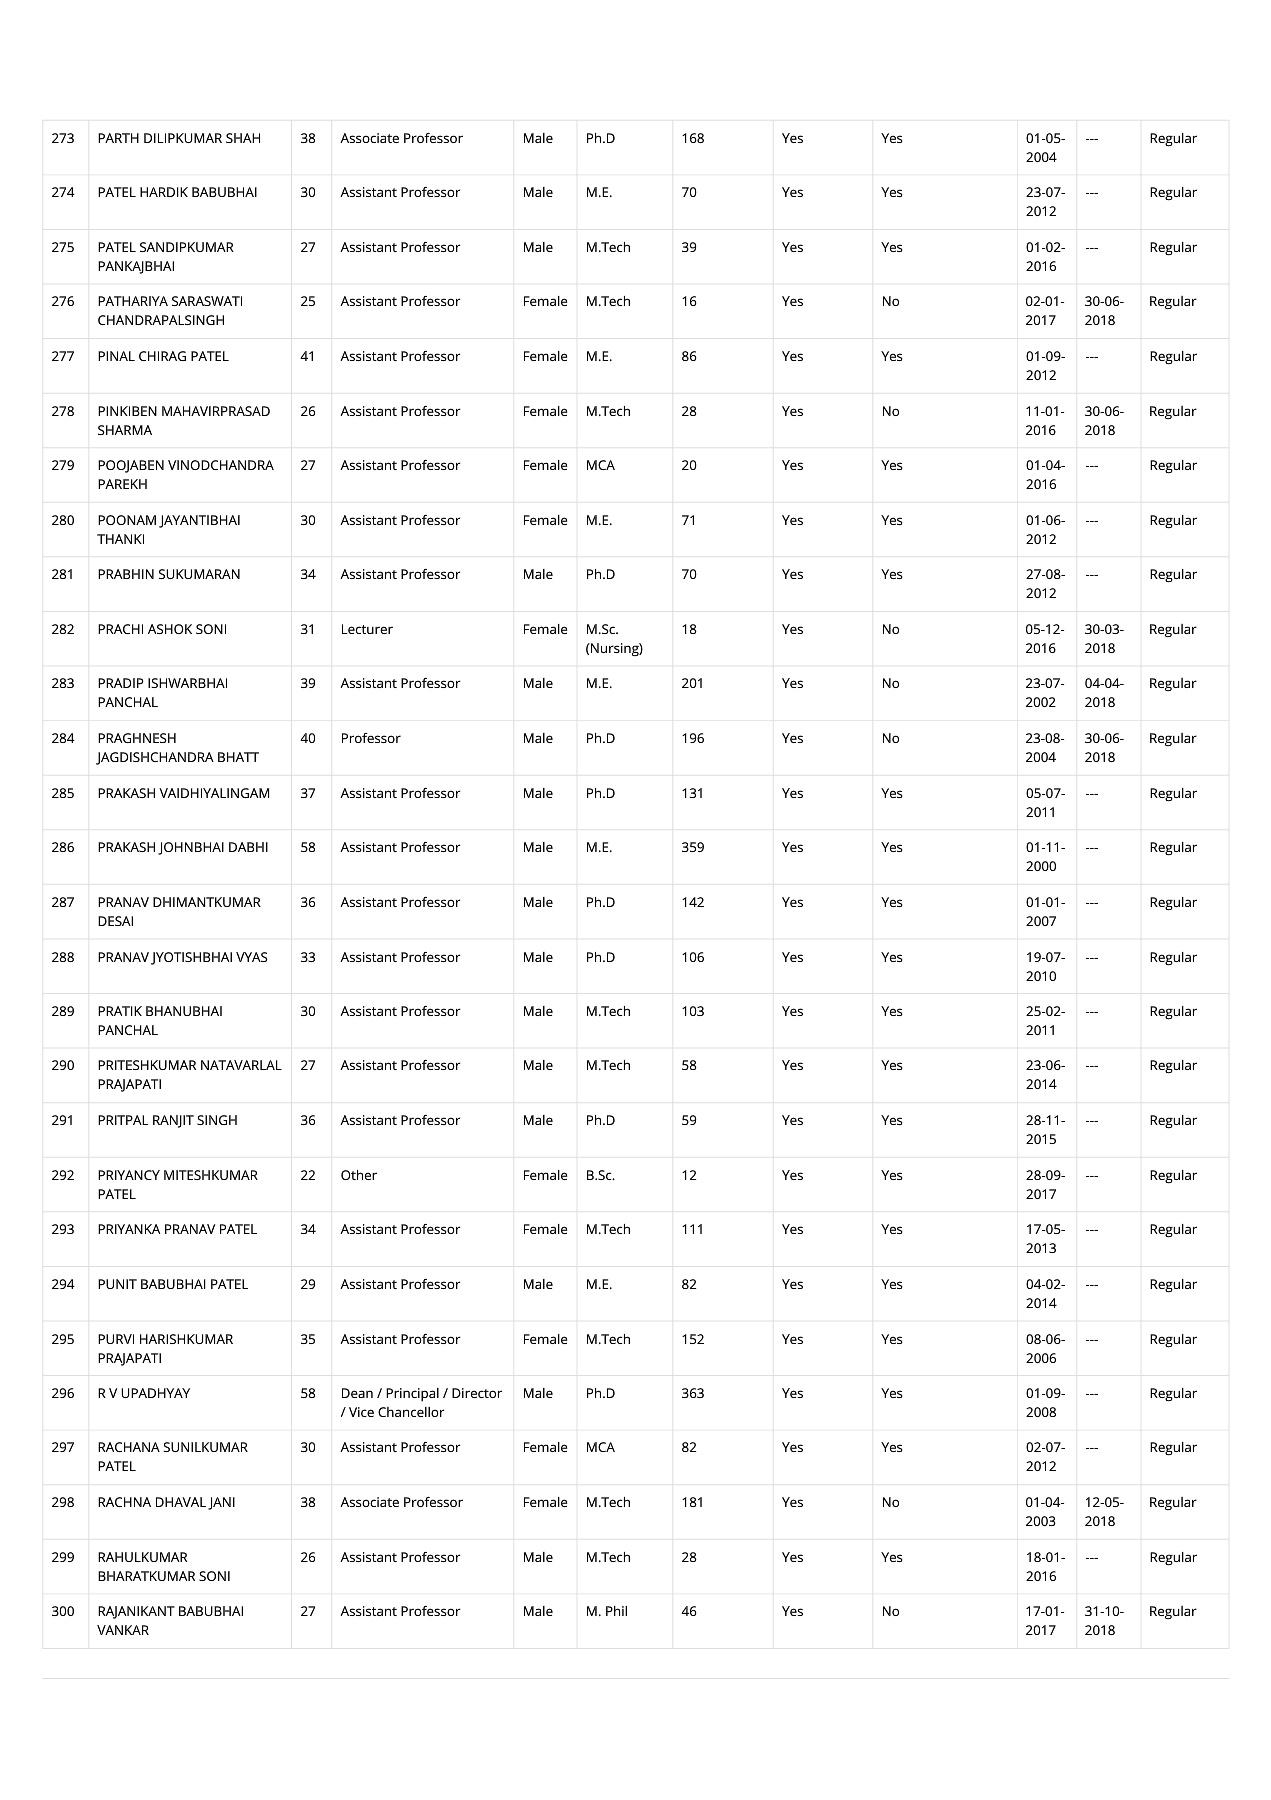 273 PARTH DILIPKUMAR SHAH 38 Associate Professor Male Ph.D 168 Yes Yes 01-05- --- Regular
2004
274 PATEL HARDIK BABUBHAI 30 Assistant Professor Male M.E. 70 Yes Yes 23-07- --- Regular
2012
275 PATEL SANDIPKUMAR 27 Assistant Professor Male M.Tech 39 Yes Yes 01-02- --- Regular
PANKAJBHAI 2016
276 PATHARIYA SARASWATI 25 Assistant Professor Female M.Tech 16 Yes No 02-01- 30-06- Regular
CHANDRAPALSINGH 2017 2018
277 PINAL CHIRAG PATEL 41 Assistant Professor Female M.E. 86 Yes Yes 01-09- --- Regular
2012
278 PINKIBEN MAHAVIRPRASAD 26 Assistant Professor Female M.Tech 28 Yes No 11-01- 30-06- Regular
SHARMA 2016 2018
279 POOJABEN VINODCHANDRA 27 Assistant Professor Female MCA 20 Yes Yes 01-04- --- Regular
PAREKH 2016
280 POONAM JAYANTIBHAI 30 Assistant Professor Female M.E. 71 Yes Yes 01-06- --- Regular
THANKI 2012
281 PRABHIN SUKUMARAN 34 Assistant Professor Male Ph.D 70 Yes Yes 27-08- --- Regular
2012
282 PRACHI ASHOK SONI 31 Lecturer Female M.Sc. 18 Yes No 05-12- 30-03- Regular
(Nursing) 2016 2018
283 PRADIP ISHWARBHAI 39 Assistant Professor Male M.E. 201 Yes No 23-07- 04-04- Regular
PANCHAL 2002 2018
284 PRAGHNESH 40 Professor Male Ph.D 196 Yes No 23-08- 30-06- Regular
JAGDISHCHANDRA BHATT 2004 2018
285 PRAKASH VAIDHIYALINGAM 37 Assistant Professor Male Ph.D 131 Yes Yes 05-07- --- Regular
2011
286 PRAKASH JOHNBHAI DABHI 58 Assistant Professor Male M.E. 359 Yes Yes 01-11- --- Regular
2000
287 PRANAV DHIMANTKUMAR 36 Assistant Professor Male Ph.D 142 Yes Yes 01-01- --- Regular
DESAI 2007
288 PRANAV JYOTISHBHAI VYAS 33 Assistant Professor Male Ph.D 106 Yes Yes 19-07- --- Regular
2010
289 PRATIK BHANUBHAI 30 Assistant Professor Male M.Tech 103 Yes Yes 25-02- --- Regular
PANCHAL 2011
290 PRITESHKUMAR NATAVARLAL 27 Assistant Professor Male M.Tech 58 Yes Yes 23-06- --- Regular
PRAJAPATI 2014
291 PRITPAL RANJIT SINGH 36 Assistant Professor Male Ph.D 59 Yes Yes 28-11- --- Regular
2015
292 PRIYANCY MITESHKUMAR 22 Other Female B.Sc. 12 Yes Yes 28-09- --- Regular
PATEL 2017
293 PRIYANKA PRANAV PATEL 34 Assistant Professor Female M.Tech 111 Yes Yes 17-05- --- Regular
2013
294 PUNIT BABUBHAI PATEL 29 Assistant Professor Male M.E. 82 Yes Yes 04-02- --- Regular
2014
295 PURVI HARISHKUMAR 35 Assistant Professor Female M.Tech 152 Yes Yes 08-06- --- Regular
PRAJAPATI 2006
296 R V UPADHYAY 58 Dean / Principal / Director Male Ph.D 363 Yes Yes 01-09- --- Regular
/ Vice Chancellor 2008
297 RACHANA SUNILKUMAR 30 Assistant Professor Female MCA 82 Yes Yes 02-07- --- Regular
PATEL 2012
298 RACHNA DHAVAL JANI 38 Associate Professor Female M.Tech 181 Yes No 01-04- 12-05- Regular
2003 2018
299 RAHULKUMAR 26 Assistant Professor Male M.Tech 28 Yes Yes 18-01- --- Regular
BHARATKUMAR SONI 2016
300 RAJANIKANT BABUBHAI 27 Assistant Professor Male M. Phil 46 Yes No 17-01- 31-10- Regular
VANKAR 2017 2018